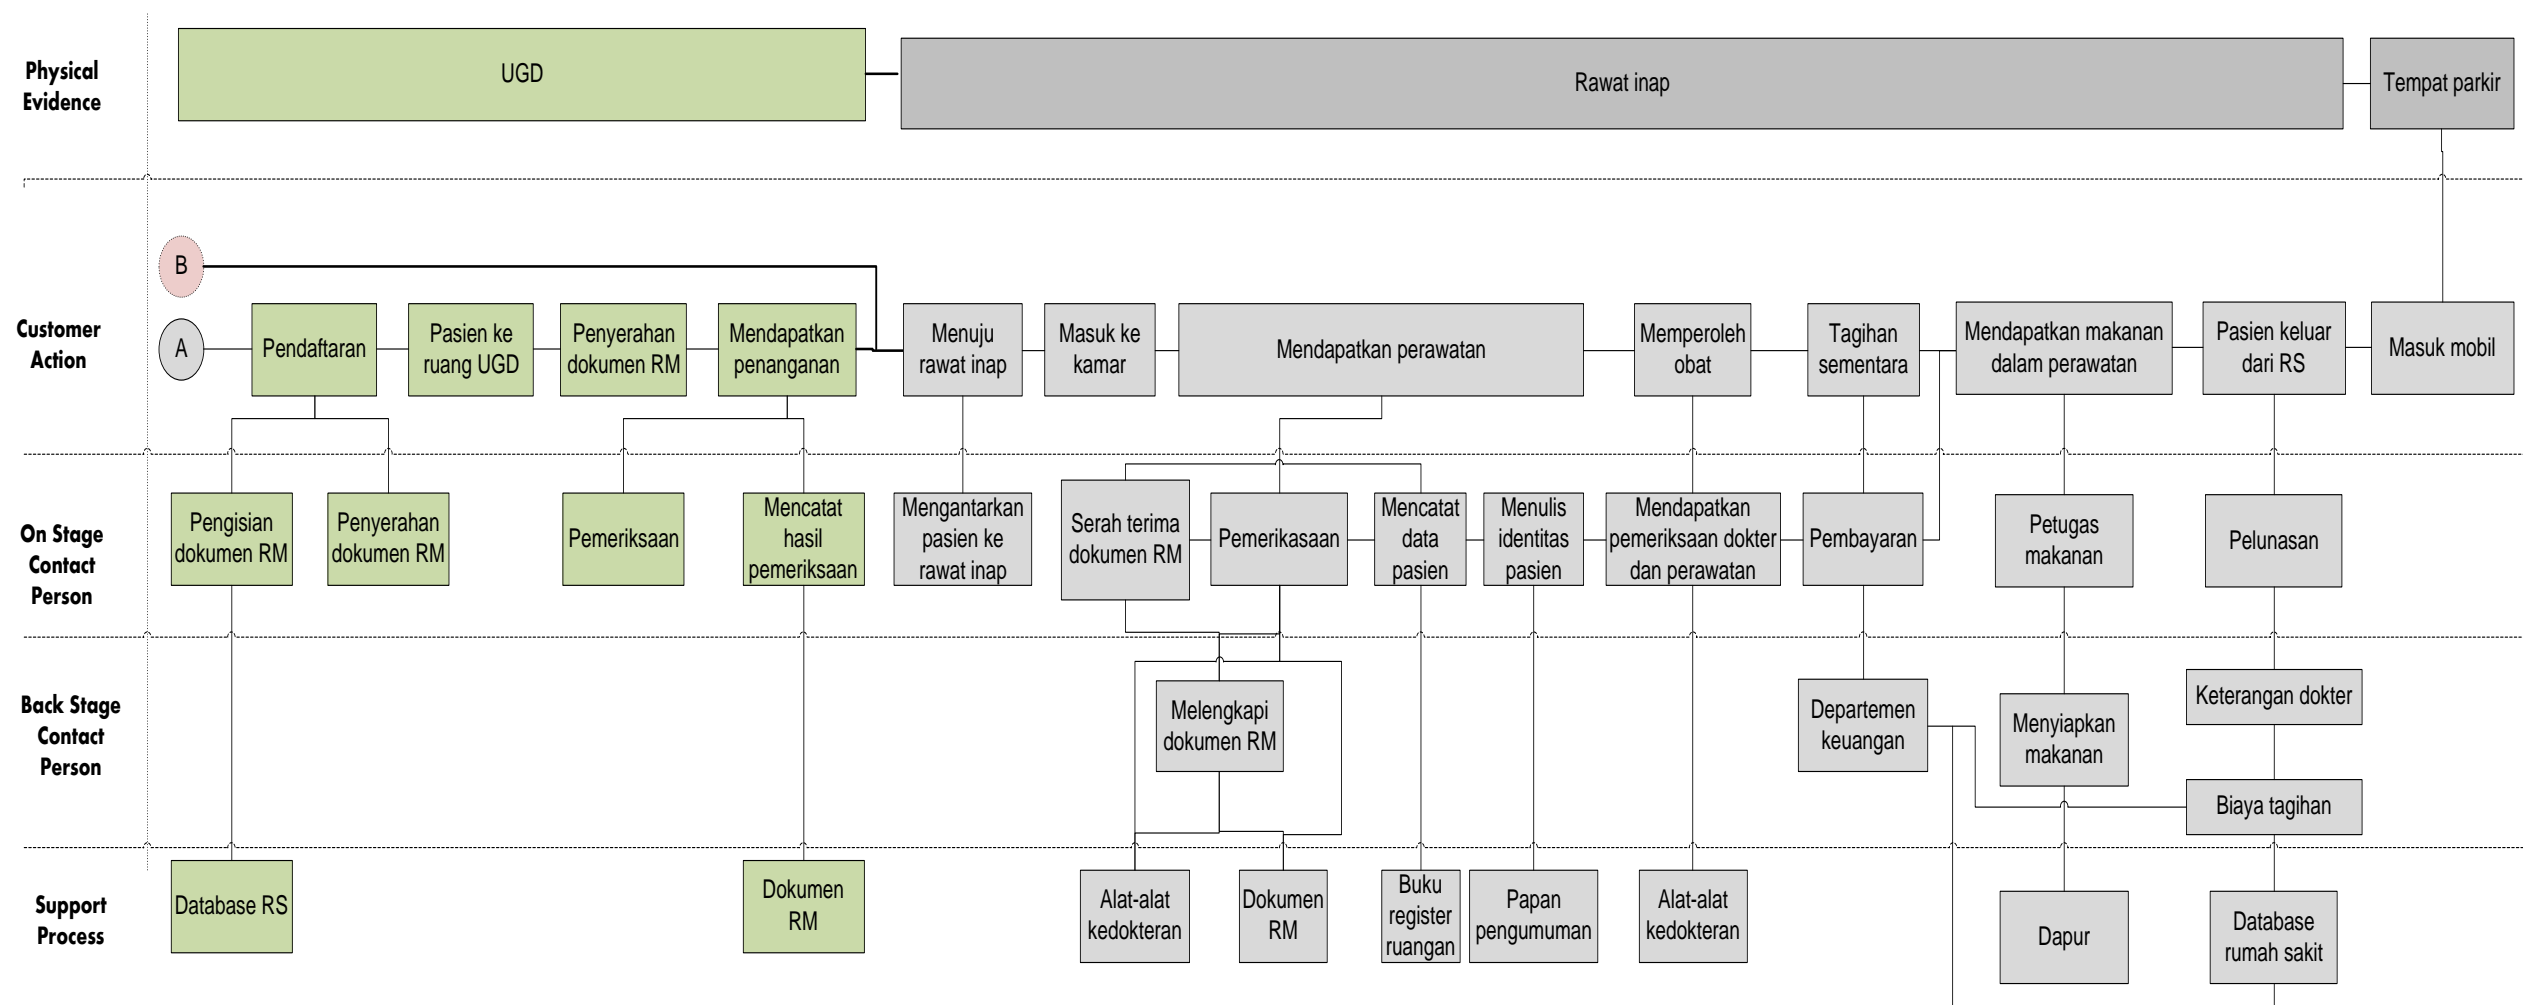 Physical
Evidence
UGD
Rawat inap
Tempat parkir
B
Customer
Action
A
Pendaftaran
Pasien ke
ruang UGD
Penyerahan
dokumen RM
Mendapatkan
penanganan
Menuju
rawat inap
Masuk ke
kamar
Mendapatkan perawatan
Memperoleh
obat
Tagihan
sementara
Mendapatkan makanan
dalam perawatan
Pasien keluar
dari RS
Masuk mobil
On Stage
Contact
Person
Pengisian
dokumen RM
Penyerahan
dokumen RM
Pemeriksaan
Mencatat
hasil
pemeriksaan
Mengantarkan
pasien ke
rawat inap
Serah terima
dokumen RM
Pemerikasaan
Mencatat
data
pasien
Menulis
identitas
pasien
Mendapatkan
pemeriksaan dokter
dan perawatan
Pembayaran
Petugas
makanan
Pelunasan
Back Stage
Contact
Person
Melengkapi
dokumen RM
Departemen
keuangan
Menyiapkan
makanan
Keterangan dokter
Biaya tagihan
Support
Process
Database RS
Dokumen
RM
Alat-alat
kedokteran
Dokumen
RM
Buku
register
ruangan
Papan
pengumuman
Alat-alat
kedokteran
Dapur
Database
rumah sakit